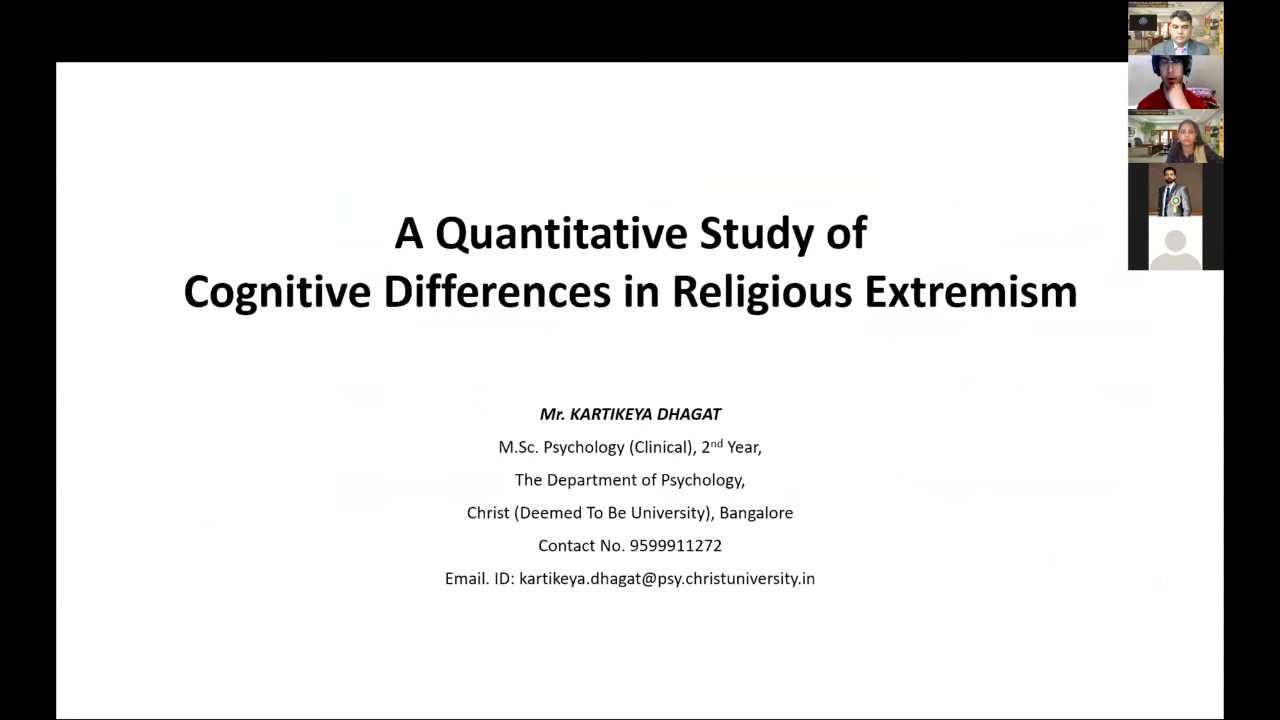 A Quantitative Study of
Cognitive Differences in Religious Extremism
Mr. KARTIKEYA DHAGAT
M.Sc. Psychology (Clinical), 2nd Year,
The Department of Psychology,
Christ (Deemed To Be University), Bangalore
Contact No. 9599911272
Email. ID: kartikeya.dhagat@psy.christuniversity.in